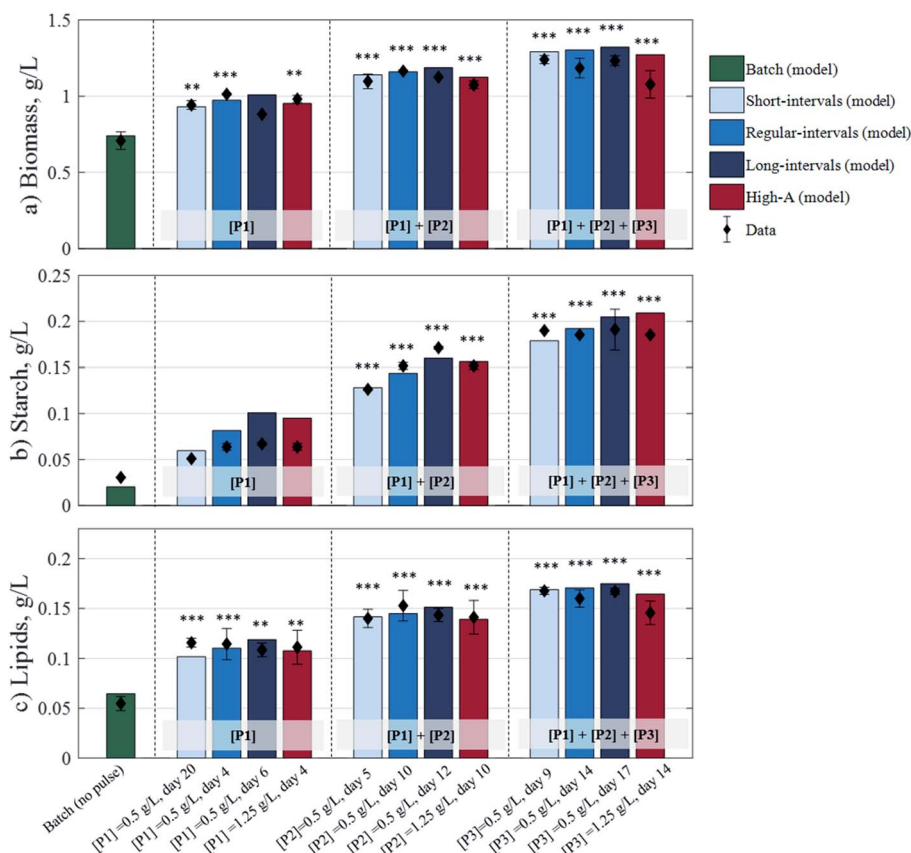 a) Biomass, g/L
1.5
1
0.5
0
** *** **
*** *** *** ***
*** *** *** ***
[P1]
[P1] + [P2]
[P1] + [P2] + [P3]
Batch (model)
Short-intervals (model)
Regular-intervals (model)
Long-intervals (model)
High-A (model)
Data
b) Starch, g/L
0.25
0.2
0.15
0.1
0.05
0
*** *** *** ***
*** *** *** ***
[P1]
[P1] + [P2]
[P1] + [P2] + [P3]
c) Lipids, g/L
0.2
0.15
0.1
0.05
0
*** *** ** **
*** *** *** ***
*** *** *** ***
[P1]
[P1] + [P2]
[P1] + [P2] + [P3]
Batch (no pulse)
[P1] =0.5 g/L, day 20
[P1] =0.5 g/L, day 4
[P1] =0.5 g/L, day 6
[P1] =1.25 g/L, day 4
[P2]=0.5 g/L, day 5
[P2] =0.5 g/L, day 10
[P2] =0.5 g/L, day 12
[P2] =1.25 g/L, day 10
[P3]=0.5 g/L, day 9
[P3] =0.5 g/L, day 14
[P3] =0.5 g/L, day 17
[P3] =1.25 g/L, day 14